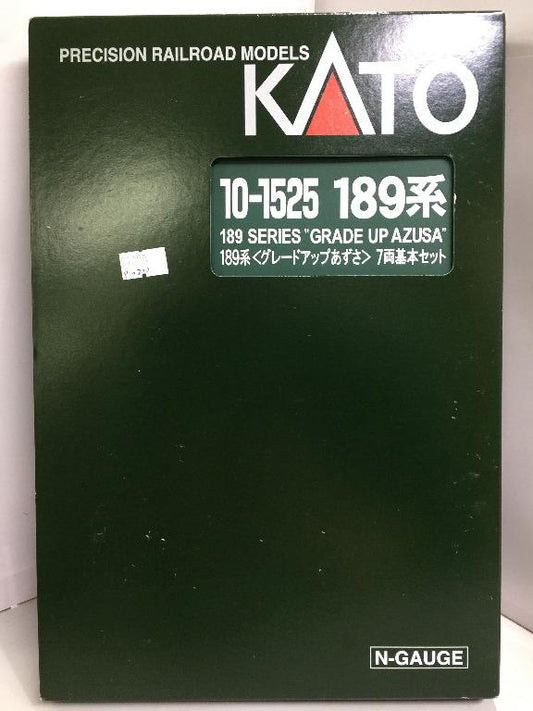 PRECISION RAILROAD MODELS
KATO
10-1525 189系
189 SERIES "GRADE UP AZUSA"
189系<グレードアップあずさ> 7両基本セット
N-GAUGE